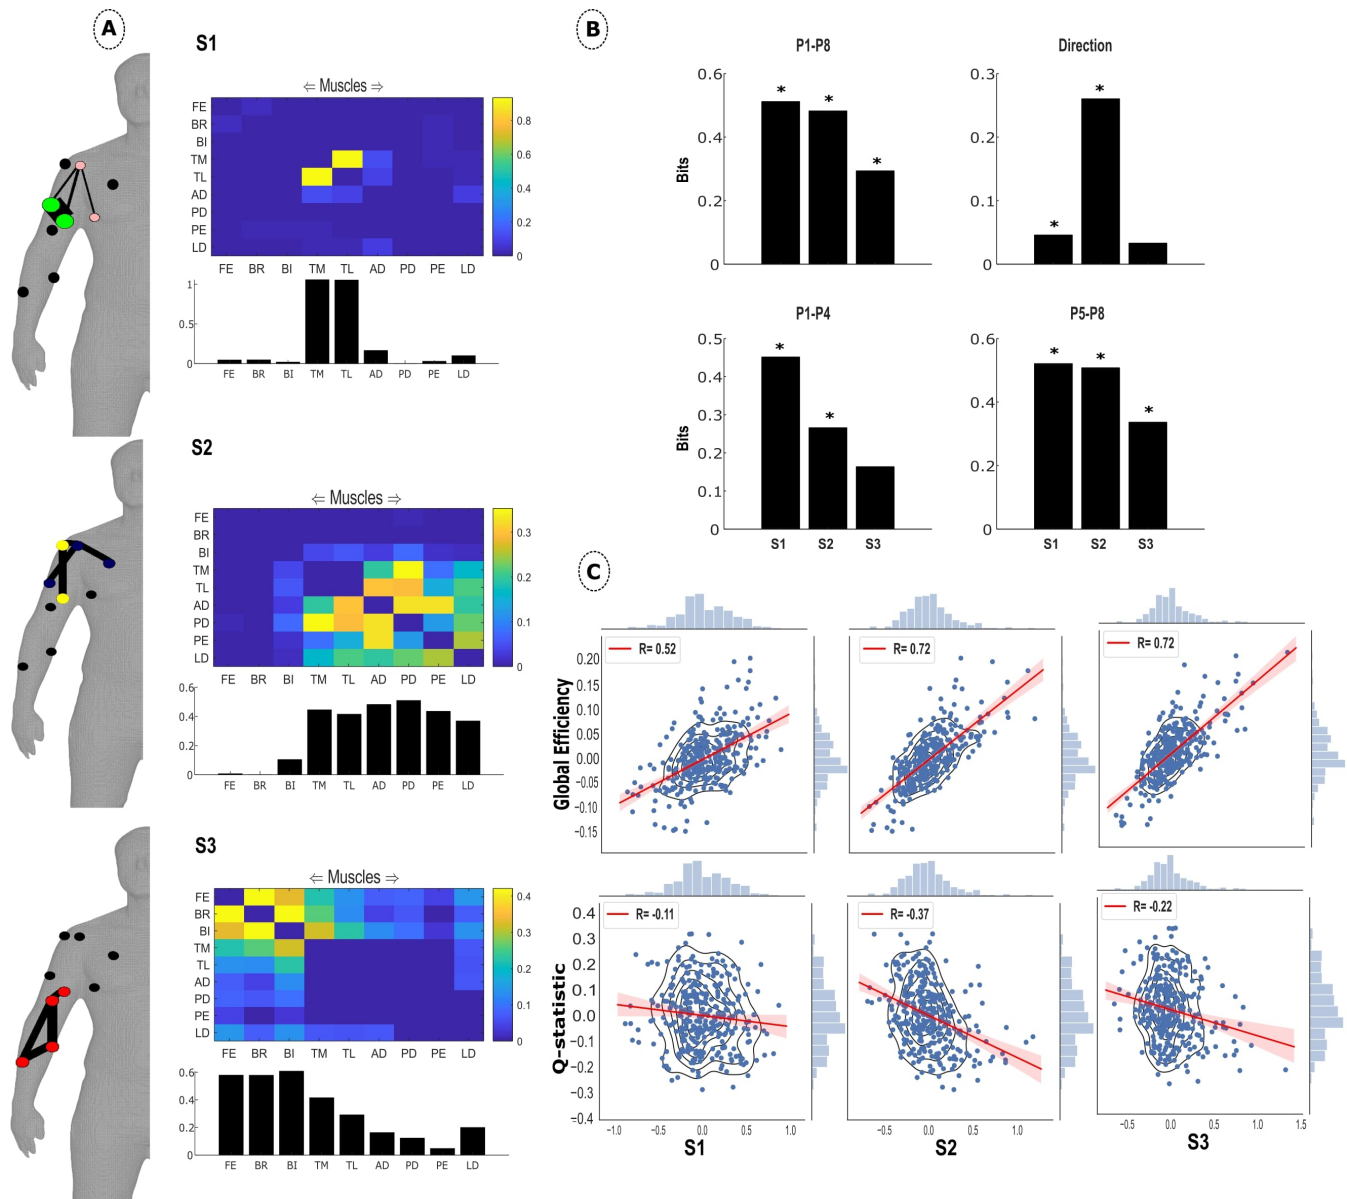 A
S1
⇐ Muscles ⇒
FE
BR
BI
TM
TL
AD
PD
PE
LD
0.8
0.6
0.4
0.2
0
FE BR BI TM TL AD PD PE LD
1
0.5
0
FE BR BI TM TL AD PD PE LD
S2
⇐ Muscles ⇒
FE
BR
BI
TM
TL
AD
PD
PE
LD
0.3
0.2
0.1
0
FE BR BI TM TL AD PD PE LD
0.6
0.4
0.2
0
FE BR BI TM TL AD PD PE LD
S3
⇐ Muscles ⇒
FE
BR
BI
TM
TL
AD
PD
PE
LD
0.4
0.3
0.2
0.1
0
FE BR BI TM TL AD PD PE LD
0.6
0.4
0.2
0
FE BR BI TM TL AD PD PE LD
B
P1-P8
Bits
0.6
0.4
0.2
0
* * *
Direction
0.3
0.2
0.1
0
* *
P1-P4
Bits
0.5
0.4
0.3
0.2
0.1
0
* *
S1 S2 S3
P5-P8
0.6
0.4
0.2
0
* * *
S1 S2 S3
C
Global Efficiency
0.20
0.15
0.10
0.05
0.00
−0.05
−0.10
−0.15
R= 0.52
R= 0.72
R= 0.72
Q-statistic
0.4
0.3
0.2
0.1
0.0
−0.1
−0.2
−0.3
−0.4
R= -0.11
R= -0.37
R= -0.22
−1.0 −0.5 0.0 0.5 1.0
S1
−0.5 0.0 0.5 1.0
S2
−0.5 0.0 0.5 1.0 1.5
S3